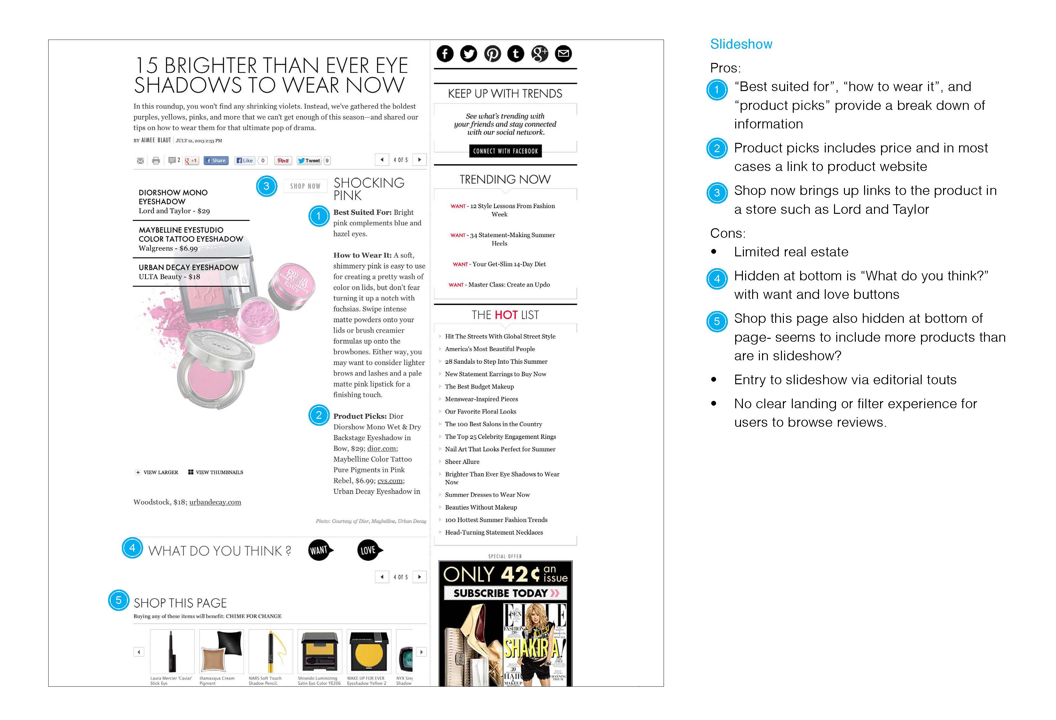 15 BRIGHTER THAN EVER EYE
SHADOWS TO WEAR NOW
In this roundup, you won't find any shrinking violets. Instead, we've gathered the boldest
purples, yellows, pinks, and more that we can't get enough of this season—and shared our
tips on how to wear them for that ultimate pop of drama.
BY AIMEE BLAUT | JULY 12, 2013 2:53 PM
2
+1
Share
Like
0
Pin it
Tweet
9
4 OF 5
3
SHOP NOW
DIORSHOW MONO
EYESHADOW
Lord and Taylor - $29
MAYBELLINE EYESTUDIO
COLOR TATTOO EYESHADOW
Walgreens - $6.99
URBAN DECAY EYESHADOW
ULTA Beauty - $18
SHOCKING
PINK
1
Best Suited For: Bright
pink complements blue and
hazel eyes.
How to Wear It: A soft,
shimmery pink is easy to use
for creating a pretty wash of
color on lids, but don't fear
turning it up a notch with
fuchsias. Swipe intense
matte powders onto your
lids or brush creamier
formulas up onto the
browbones. Either way, you
may want to consider lighter
brows and lashes and a pale
matte pink lipstick for a
finishing touch.
2
Product Picks: Dior
Diorshow Mono Wet & Dry
Backstage Eyeshadow in
Bow, $29; dior.com;
Maybelline Color Tattoo
Pure Pigments in Pink
Rebel, $6.99; cvs.com;
Urban Decay Eyeshadow in
VIEW LARGER
VIEW THUMBNAILS
Woodstock, $18; urbandecay.com
Photo: Courtesy of Dior, Maybelline, Urban Decay
4
WHAT DO YOU THINK ?
WANT
LOVE
4 OF 5
5
SHOP THIS PAGE
Buying any of these items will benefit: CHIME FOR CHANGE
Laura Mercier 'Caviar'
Stick Eye
Illamasqua Cream
Pigment
NARS Soft Touch
Shadow Pencil,
Shiseido Luminizing
Satin Eye Color YE306
MAKE UP FOR EVER
Eyeshadow Yellow 2
Shadow
KEEP UP WITH TRENDS
See what's trending with
your friends and stay connected
with our social network.
CONNECT WITH FACEBOOK
TRENDING NOW
WANT - 12 Style Lessons From Fashion
Week
WANT - 34 Statement-Making Summer
Heels
WANT - Your Get-Slim 14-Day Diet
WANT - Master Class: Create an Updo
THE HOT LIST
Hit The Streets With Global Street Style
America's Most Beautiful People
28 Sandals to Step Into This Summer
New Statement Earrings to Buy Now
The Best Budget Makeup
Menswear-Inspired Pieces
Our Favorite Floral Looks
The 100 Best Salons in the Country
The Top 25 Celebrity Engagement Rings
Nail Art That Looks Perfect for Summer
Sheer Allure
Brighter Than Ever Eye Shadows to Wear
Now
Summer Dresses to Wear Now
Beauties Without Makeup
100 Hottest Summer Fashion Trends
Head-Turning Statement Necklaces
SPECIAL OFFER
ONLY 42¢ an issue
SUBSCRIBE TODAY
ELLE
SHAKIRA!
Slideshow
Pros:
1 "Best suited for", "how to wear it", and
"product picks" provide a break down of
information
2 Product picks includes price and in most
cases a link to product website
3 Shop now brings up links to the product in
a store such as Lord and Taylor
Cons:
• Limited real estate
4 Hidden at bottom is "What do you think?"
with want and love buttons
5 Shop this page also hidden at bottom of
page- seems to include more products than
are in slideshow?
• Entry to slideshow via editorial touts
• No clear landing or filter experience for
users to browse reviews.